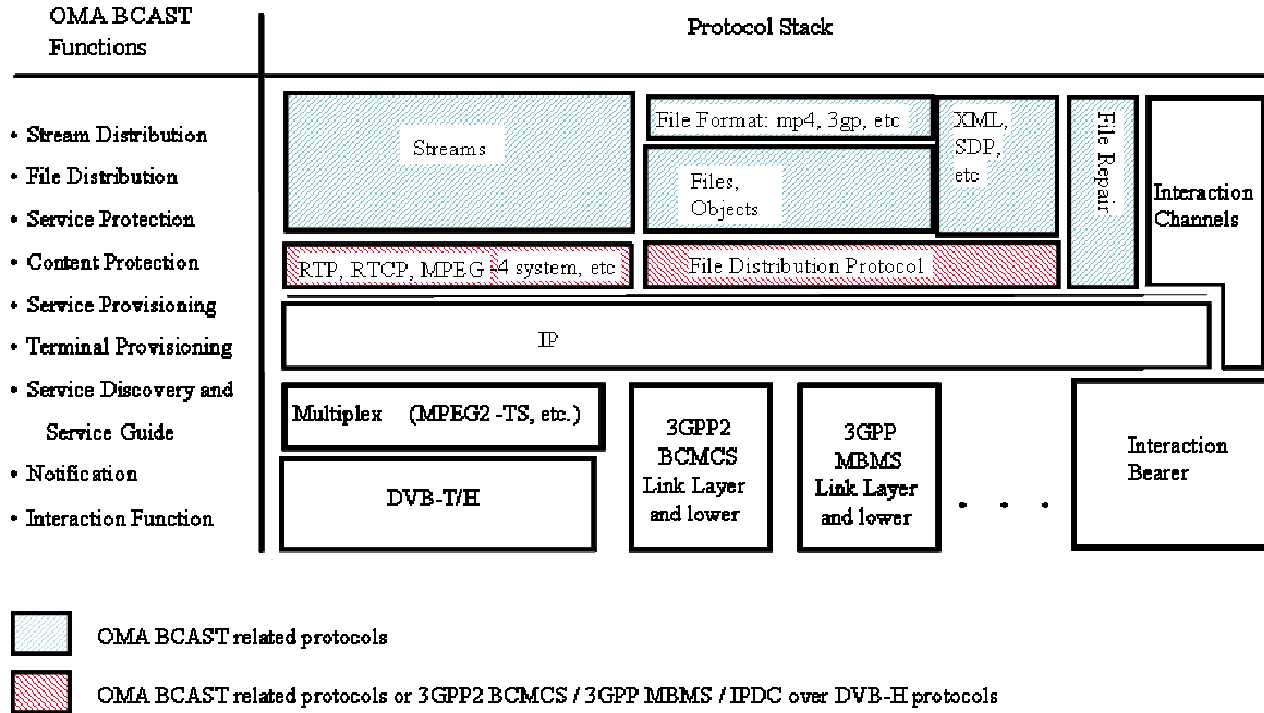 OMA BCAST
Functions
Protocol Stack
• Stream Distribution
• File Distribution
• Service Protection
• Content Protection
• Service Provisioning
• Terminal Provisioning
• Service Discovery and
Service Guide
• Notification
• Interaction Function
Streams
File Format: mp4, 3gp, etc
Files,
Objects
XML,
SDP,
etc
File Repair
Interaction
Channels
RTP, RTCP, MPEG -4 system, etc
File Distribution Protocol
IP
Multiplex (MPEG2 -TS, etc.)
DVB-T/H
3GPP2
BCMCS
Link Layer
and lower
3GPP
MBMS
Link Layer
and lower
. . .
Interaction
Bearer
OMA BCAST related protocols
OMA BCAST related protocols or 3GPP2 BCMCS / 3GPP MBMS / IPDC over DVB-H protocols